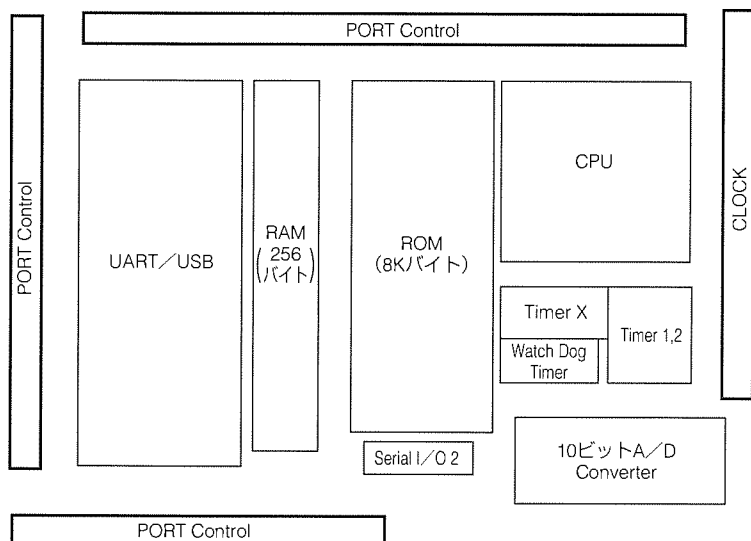 PORT Control
PORT Control
UART／USB
RAM
(256
バイト)
ROM
(8Kバイト)
CPU
CLOCK
Timer X
Timer 1,2
Watch Dog
Timer
Serial I／O 2
10ビットA／D
Converter
PORT Control